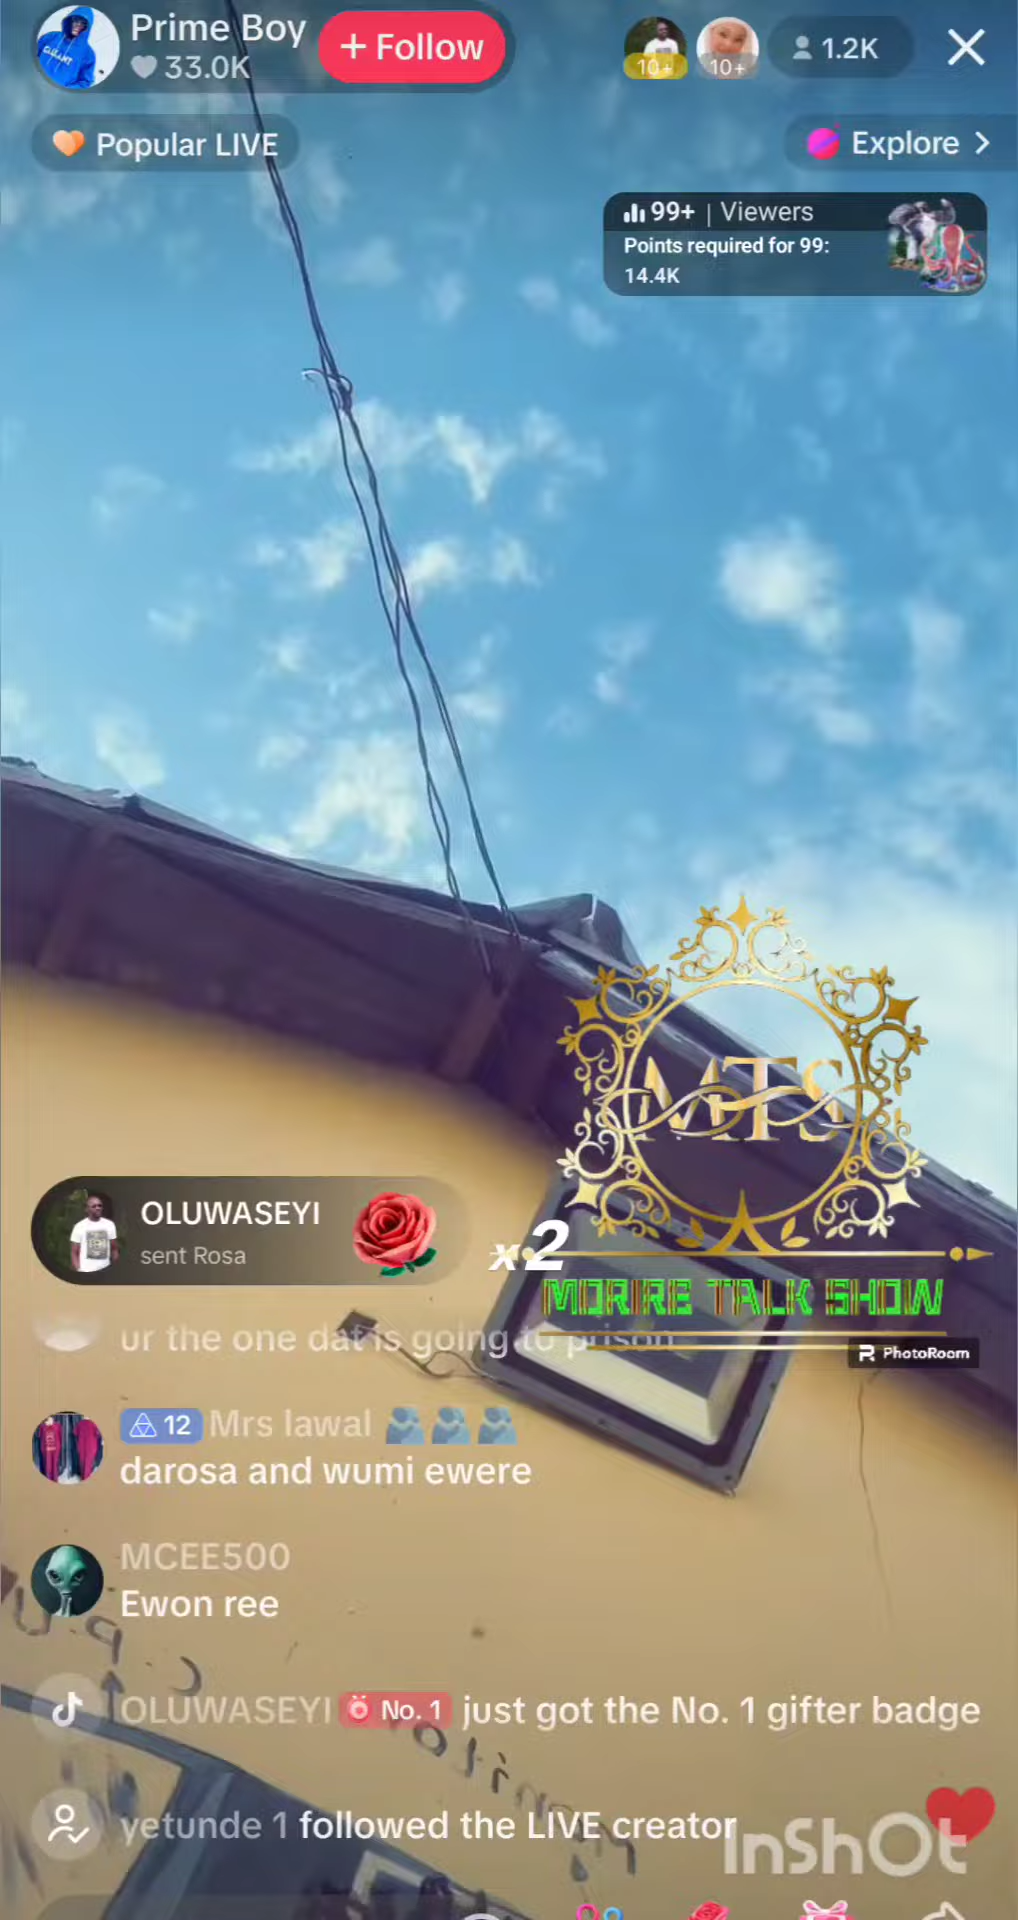 Prime Boy
33.0K
+ Follow
10+
10+
1.2K
Popular LIVE
Explore
99+ | Viewers
Points required for 99:
14.4K
MTS
OLUWASEYI
sent Rosa
x2
MORIRE TALK SHOW
ur the one dat is going to prison
PhotoRoom
12 Mrs lawal
darosa and wumi ewere
MCEE500
Ewon ree
OLUWASEYI No. 1 just got the No. 1 gifter badge
yetunde 1 followed the LIVE creator
InShOt